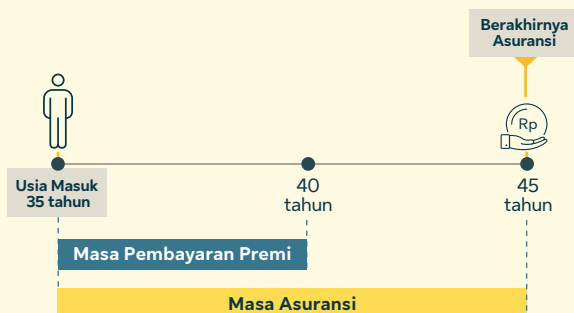 Berakhirnya
Asuransi
Rp
Usia Masuk
35 tahun
40
tahun
45
tahun
Masa Pembayaran Premi
Masa Asuransi